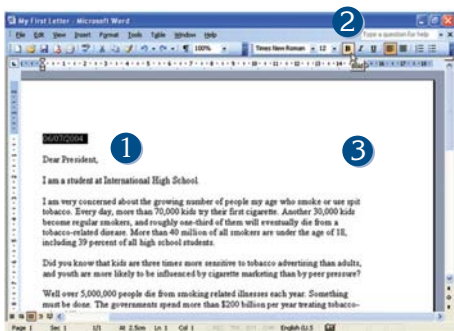 My First Letter - Microsoft Word
File Edit View Insert Format Tools Table Window Help
Type a question for help
100% Times New Roman 12 B I U
2
06/07/2004
1
3
Dear President,
I am a student at International High School.
I am very concerned about the growing number of people my age who smoke or use spit
tobacco. Every day, more than 70,000 kids try their first cigarette. Another 30,000 kids
become regular smokers, and roughly one-third of them will eventually die from a
tobacco-related disease. More than 40 million of all smokers are under the age of 18,
including 39 percent of all high school students.
Did you know that kids are three times more sensitive to tobacco advertising than adults,
and youth are more likely to be influenced by cigarette marketing than by peer pressure?
Well over 5,000,000 people die from smoking related illnesses each year. Something
must be done. The governments spend more than $200 billion per year treating tobacco-
Page 1 Sec 1 1/1 At 2.5cm Ln 1 Col 1 English (U.S